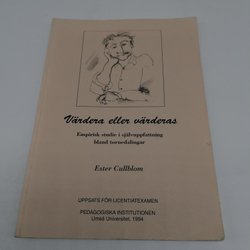 Värdera eller värderas
Empirisk studie i självuppfattning
bland tornedalingar
Ester Cullblom
UPPSATS FÖR LICENTIATEXAMEN
PEDAGOGISKA INSTITUTIONEN
Umeå Universitet, 1994